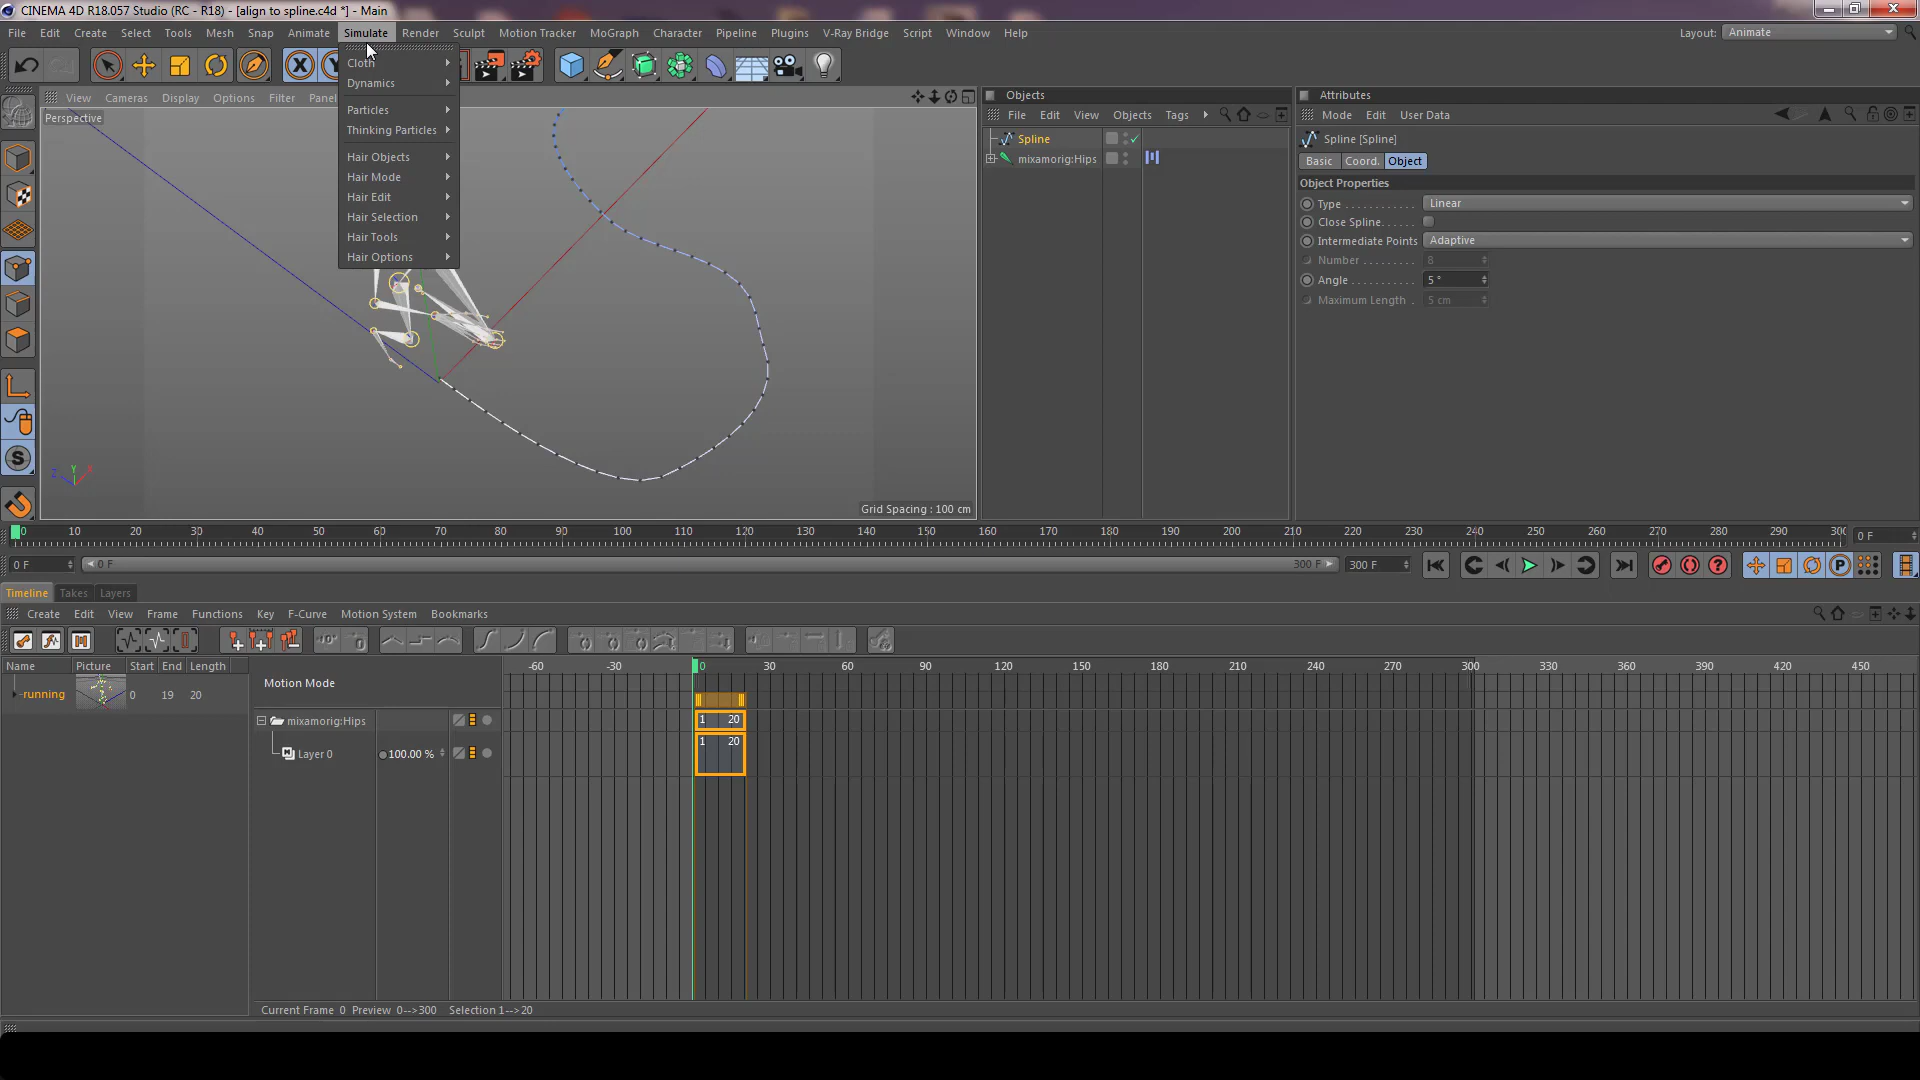 CINEMA 4D R18.057 Studio (RC - R18) - [align to spline.c4d *] - Main
File Edit Create Select Tools Mesh Snap Animate Simulate Render Sculpt Motion Tracker MoGraph Character Pipeline Plugins V-Ray Bridge Script Window Help
Layout: Animate
View Cameras Display Options Filter Panel
Perspective
Cloth
Dynamics
Particles
Thinking Particles
Hair Objects
Hair Mode
Hair Edit
Hair Selection
Hair Tools
Hair Options
Z Y X
Grid Spacing : 100 cm
Objects
File Edit View Objects Tags
Spline
mixamorig:Hips
Attributes
Mode Edit User Data
Spline [Spline]
Basic Coord. Object
Object Properties
Type Linear
Close Spline
Intermediate Points Adaptive
Number 8
Angle 5 °
Maximum Length 5 cm
0 10 20 30 40 50 60 70 80 90 100 110 120 130 140 150 160 170 180 190 200 210 220 230 240 250 260 270 280 290 300 0 F
0 F 0 F 300 F 300 F
Timeline Takes Layers
Create Edit View Frame Functions Key F-Curve Motion System Bookmarks
Name Picture Start End Length
-60 -30 0 30 60 90 120 150 180 210 240 270 300 330 360 390 420 450
Motion Mode
running 0 19 20
mixamorig:Hips 1 20
Layer 0 100.00 % 1 20
Current Frame 0 Preview 0-->300 Selection 1-->20